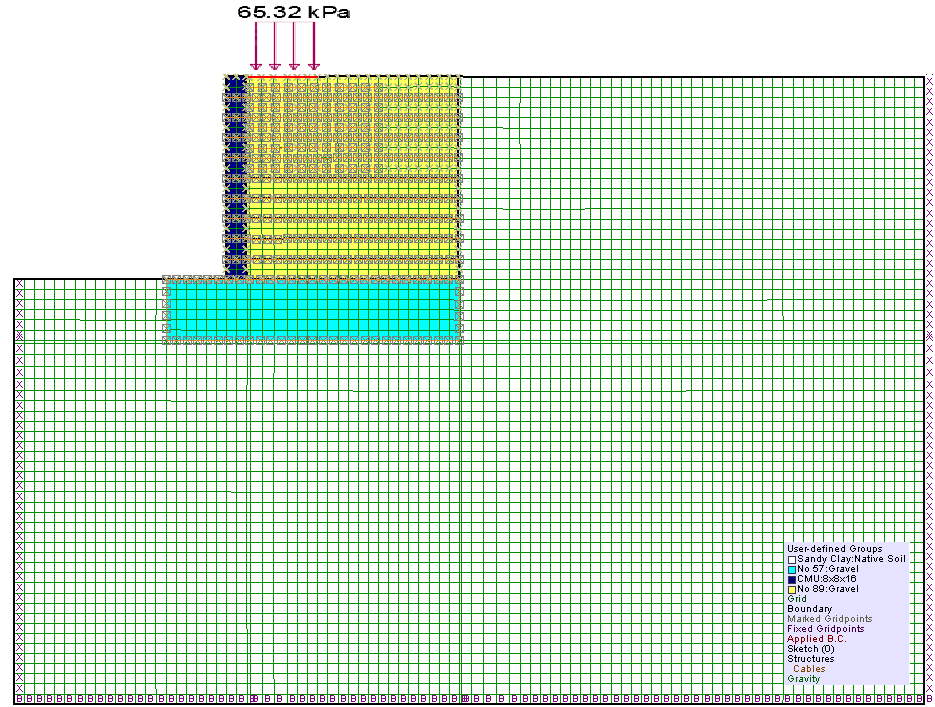 65.32 kPa
User-defined Groups
Sandy Clay:Native Soil
No 57:Gravel
CMU:8x8x16
No 89:Gravel
Grid
Boundary
Marked Gridpoints
Fixed Gridpoints
Applied B.C.
Sketch (0)
Structures
Cables
Gravity